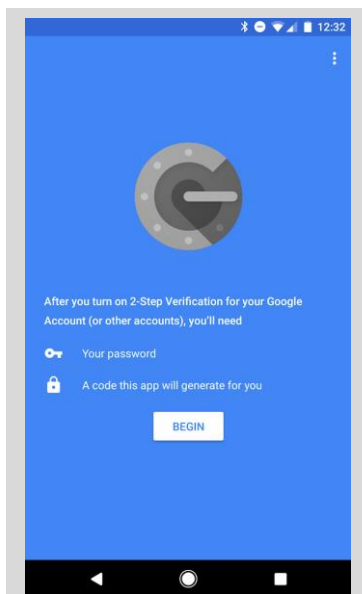 12:32
After you turn on 2-Step Verification for your Google
Account (or other accounts), you'll need
Your password
A code this app will generate for you
BEGIN